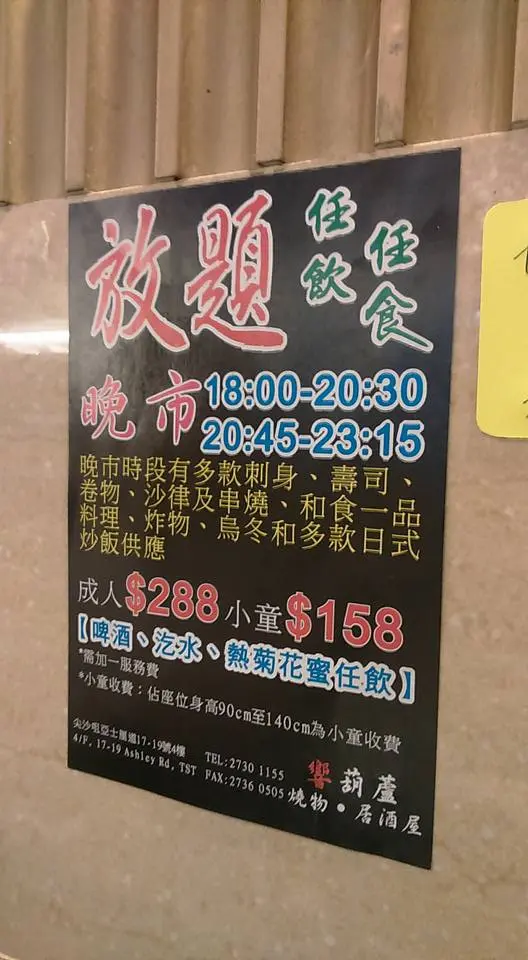 放題
任飲
任食
晚市
18:00-20:30
20:45-23:15
晚市時段有多款刺身、壽司、
卷物、沙律及串燒、和食一品
料理、炸物、烏冬和多款日式
炒飯供應
成人$288 小童$158
【啤酒、汔水、熱菊花蜜任飲】
*需加一服務費
*小童收費：佔座位身高90cm至140cm為小童收費
尖沙咀亞士厘道17-19號4樓
4/F, 17-19 Ashley Rd, TST
TEL:2730 1155
FAX:2736 0505
響葫蘆
燒物•居酒屋